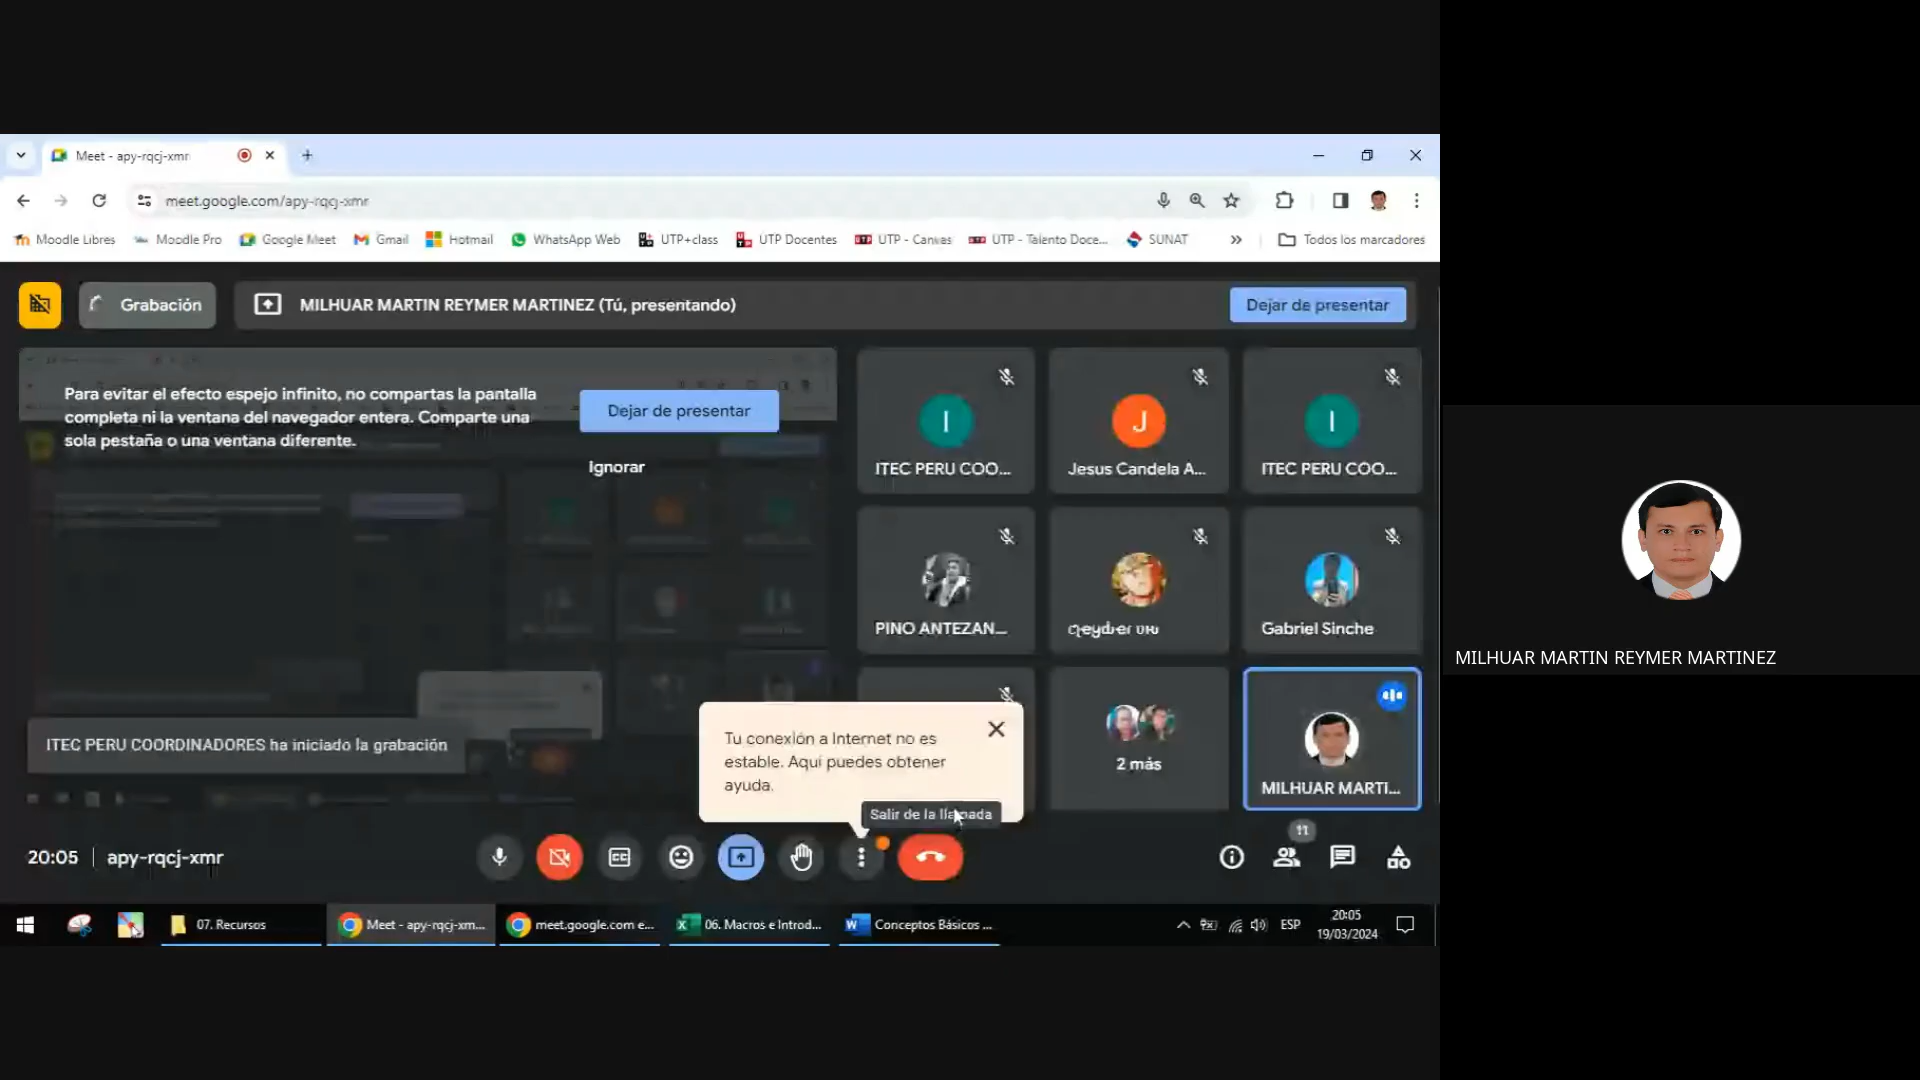 Meet - apy-rqcj-xmr
meet.google.com/apy-rqcj-xmr
Moodle Libres
Moodle Pro
Google Meet
Gmail
Hotmail
WhatsApp Web
UTP+class
UTP Docentes
UTP - Canvas
UTP - Talento Doce...
SUNAT
Todos los marcadores
Grabación
MILHUAR MARTIN REYMER MARTINEZ (Tú, presentando)
Dejar de presentar
Para evitar el efecto espejo infinito, no compartas la pantalla
completa ni la ventana del navegador entera. Comparte una
sola pestaña o una ventana diferente.
Dejar de presentar
Ignorar
I
ITEC PERU COO...
J
Jesus Candela A...
I
ITEC PERU COO...
PINO ANTEZAN...
Gabriel Sinche
2 más
MILHUAR MARTI...
MILHUAR MARTIN REYMER MARTINEZ
ITEC PERU COORDINADORES ha iniciado la grabación
Tu conexión a Internet no es
estable. Aquí puedes obtener
ayuda.
Salir de la llamada
20:05
apy-rqcj-xmr
11
07. Recursos
Meet - apy-rqcj-xm...
meet.google.com e...
06. Macros e Introd...
Conceptos Básicos ...
ESP
20:05
19/03/2024